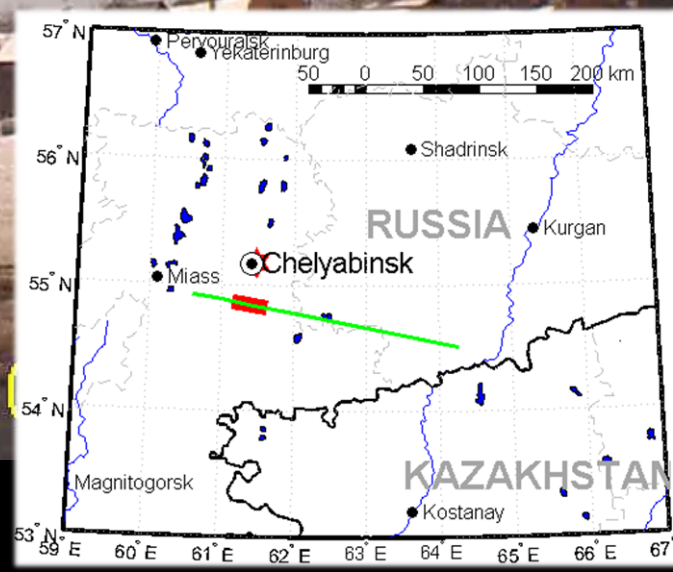 57° N
Pervouralsk
Yekaterinburg
50 0 50 100 150 200 km
56° N
Shadrinsk
RUSSIA
Kurgan
Chelyabinsk
55° N
Miass
54° N
KAZAKHSTAN
Magnitogorsk
Kostanay
53° N
59° E 60° E 61° E 62° E 63° E 64° E 65° E 66° E 67°